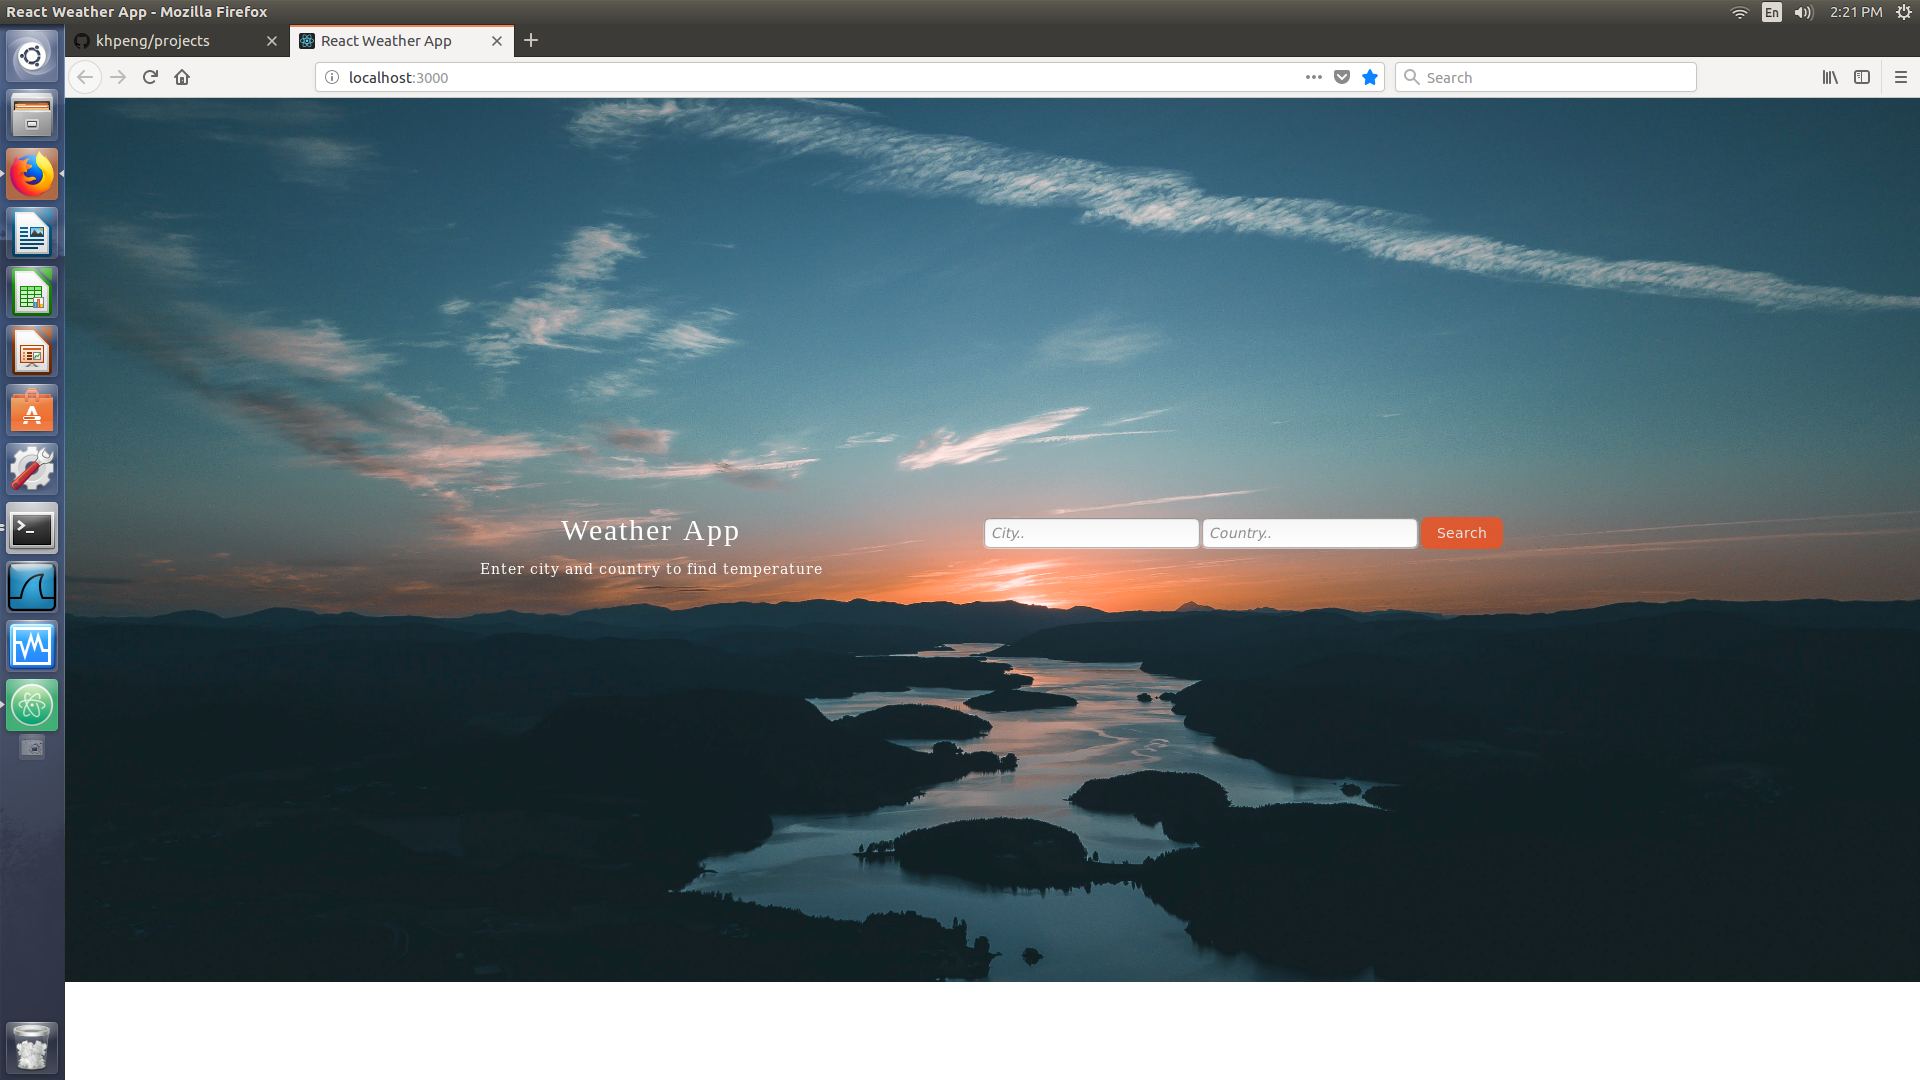 React Weather App - Mozilla Firefox
En
2:21 PM
khpeng/projects
React Weather App
localhost:3000
Search
Weather App
Enter city and country to find temperature
City..
Country..
Search